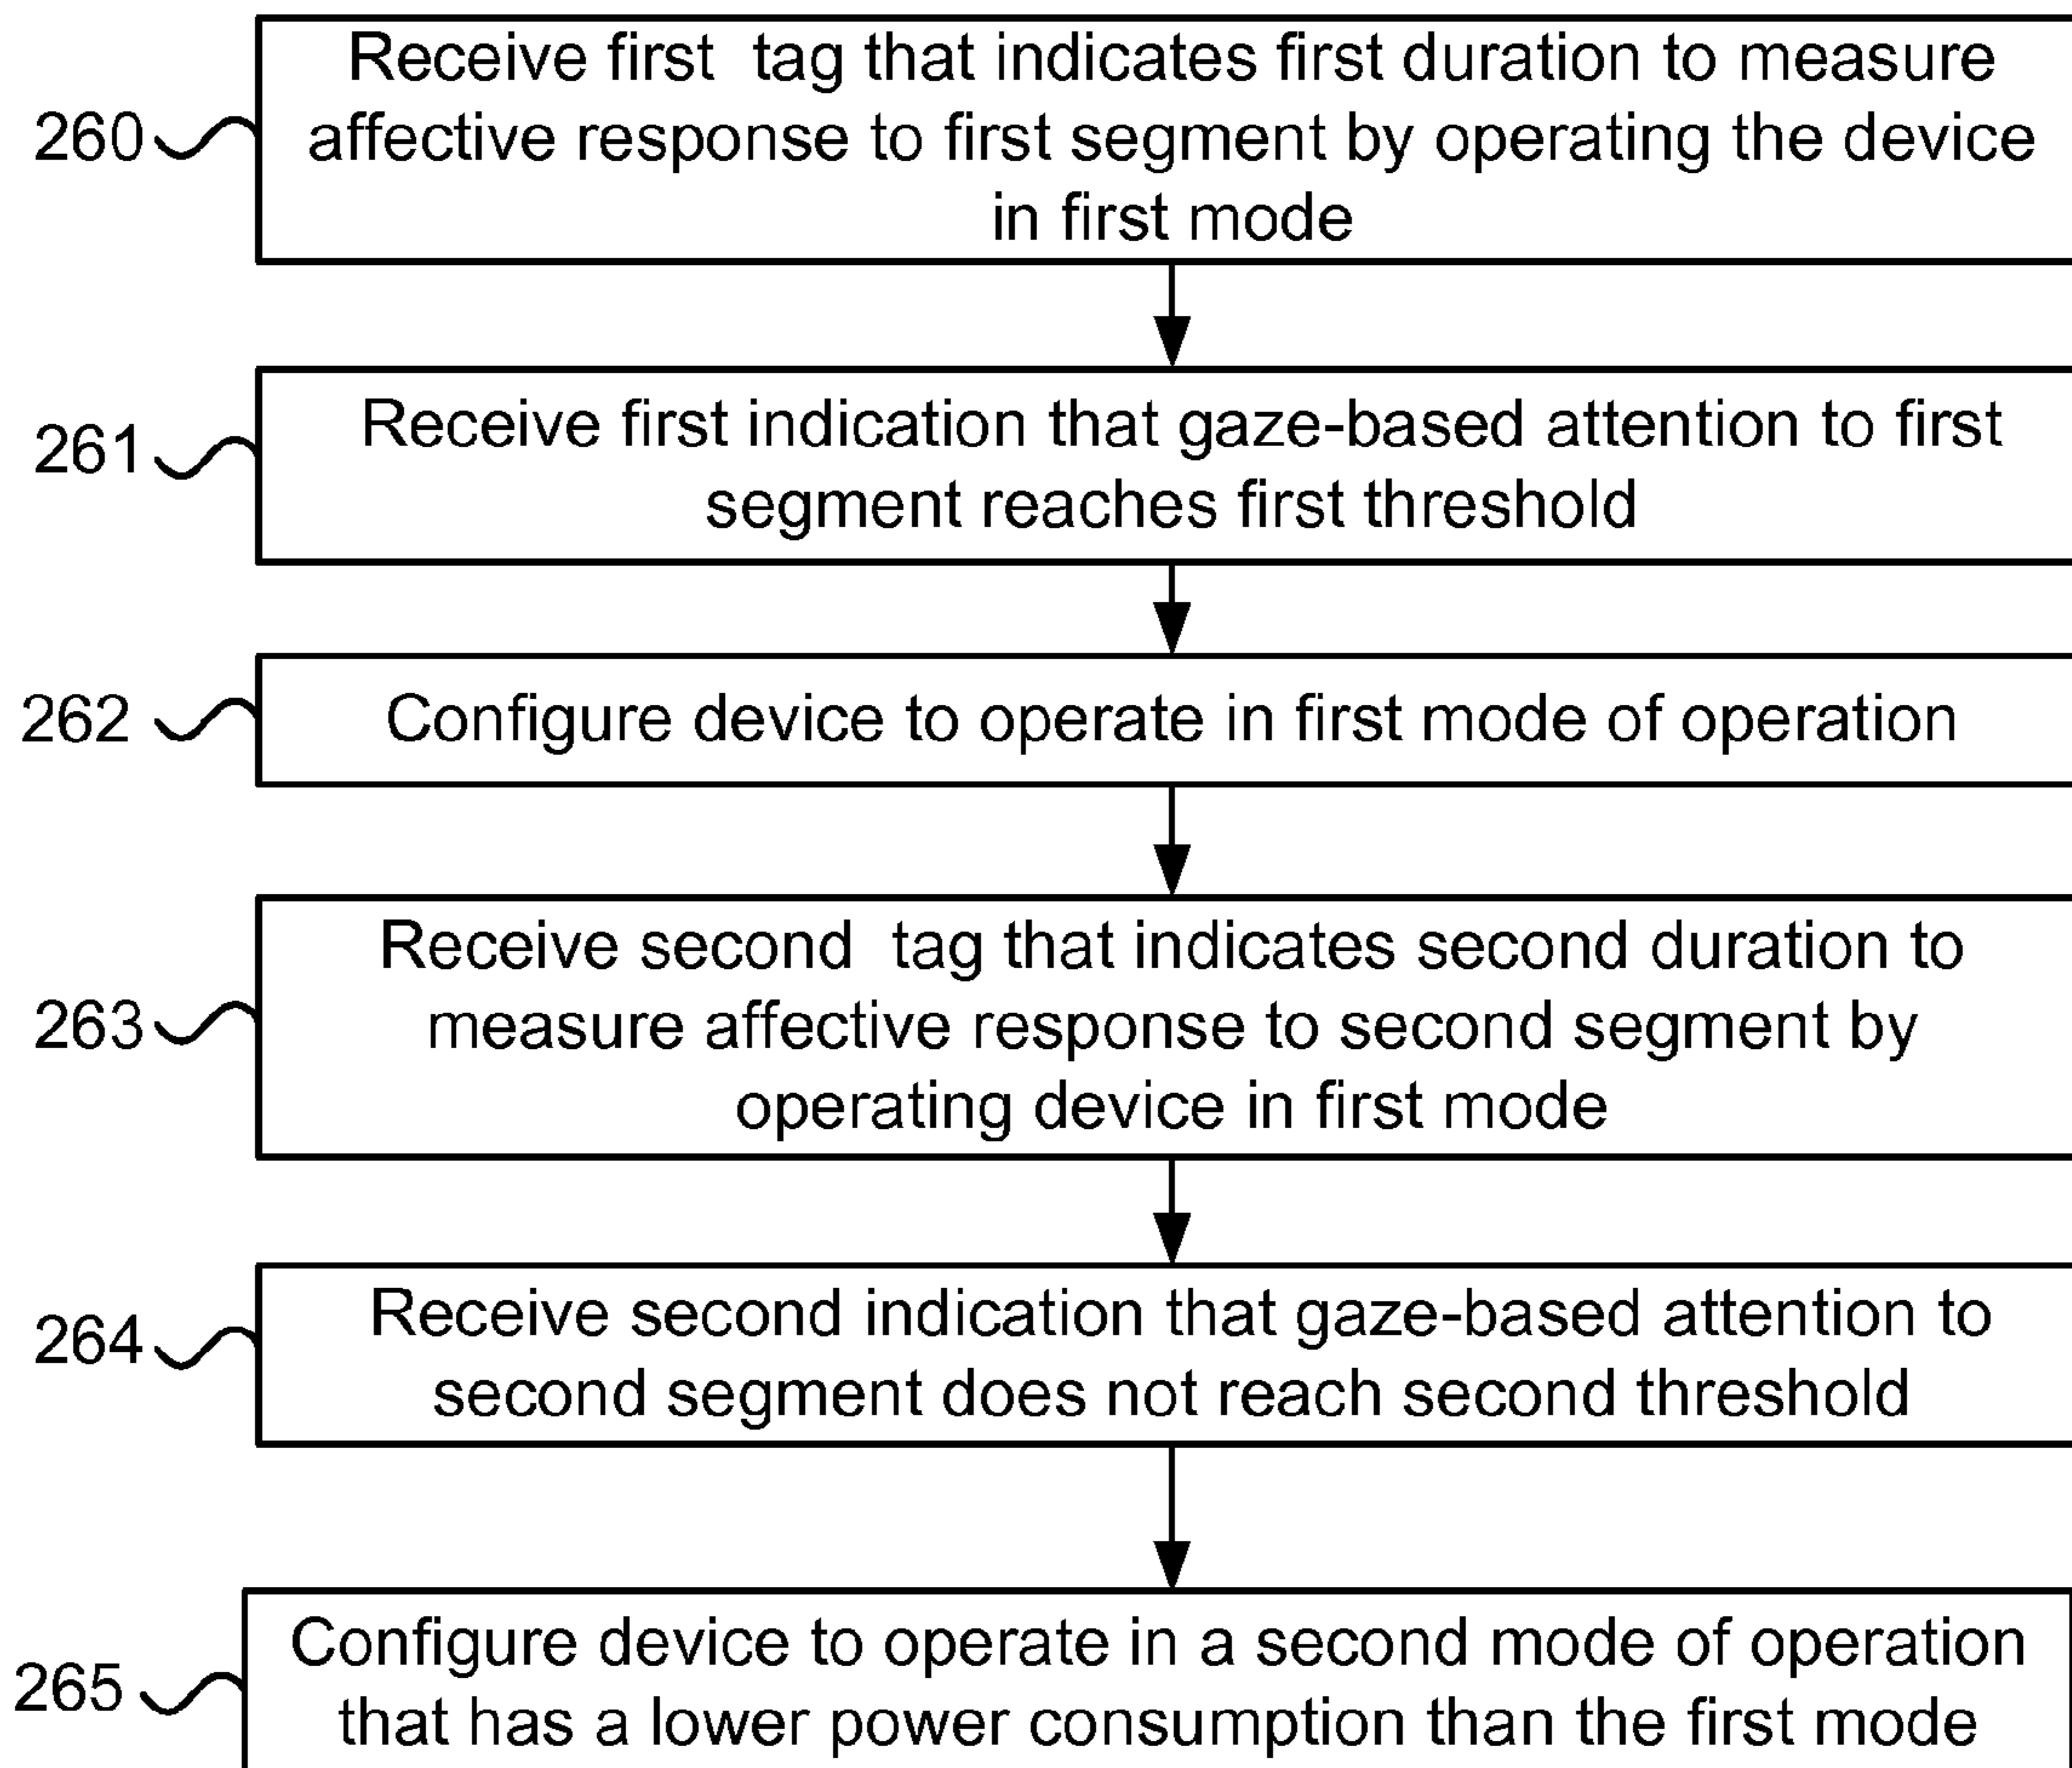 Receive first tag that indicates first duration to measure
260
affective response to first segment by operating the device
in first mode
Receive first indication that gaze-based attention to first
261
segment reaches first threshold
262
Configure device to operate in first mode of operation
Receive second tag that indicates second duration to
263
measure affective response to second segment by
operating device in first mode
Receive second indication that gaze-based attention to
264
second segment does not reach second threshold
Configure device to operate in a second mode of operation
265
that has a lower power consumption than the first mode